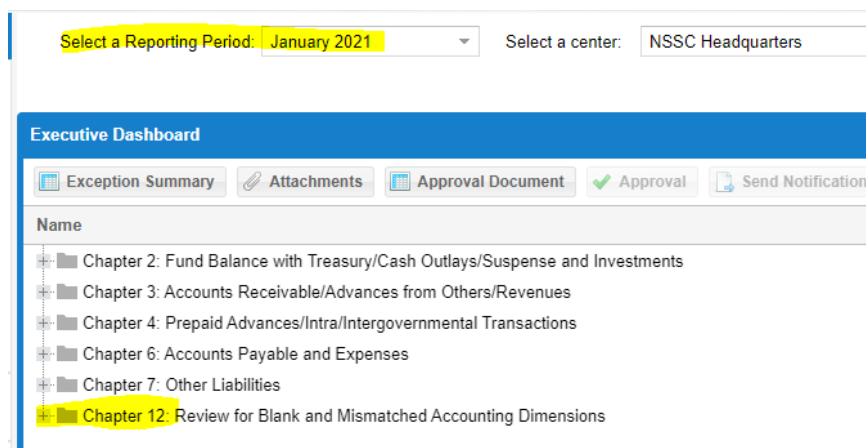 Select a Reporting Period: January 2021 Select a center: NSSC Headquarters
Executive Dashboard
Exception Summary Attachments Approval Document Approval Send Notification
Name
Chapter 2: Fund Balance with Treasury/Cash Outlays/Suspense and Investments
Chapter 3: Accounts Receivable/Advances from Others/Revenues
Chapter 4: Prepaid Advances/Intra/Intergovernmental Transactions
Chapter 6: Accounts Payable and Expenses
Chapter 7: Other Liabilities
Chapter 12: Review for Blank and Mismatched Accounting Dimensions